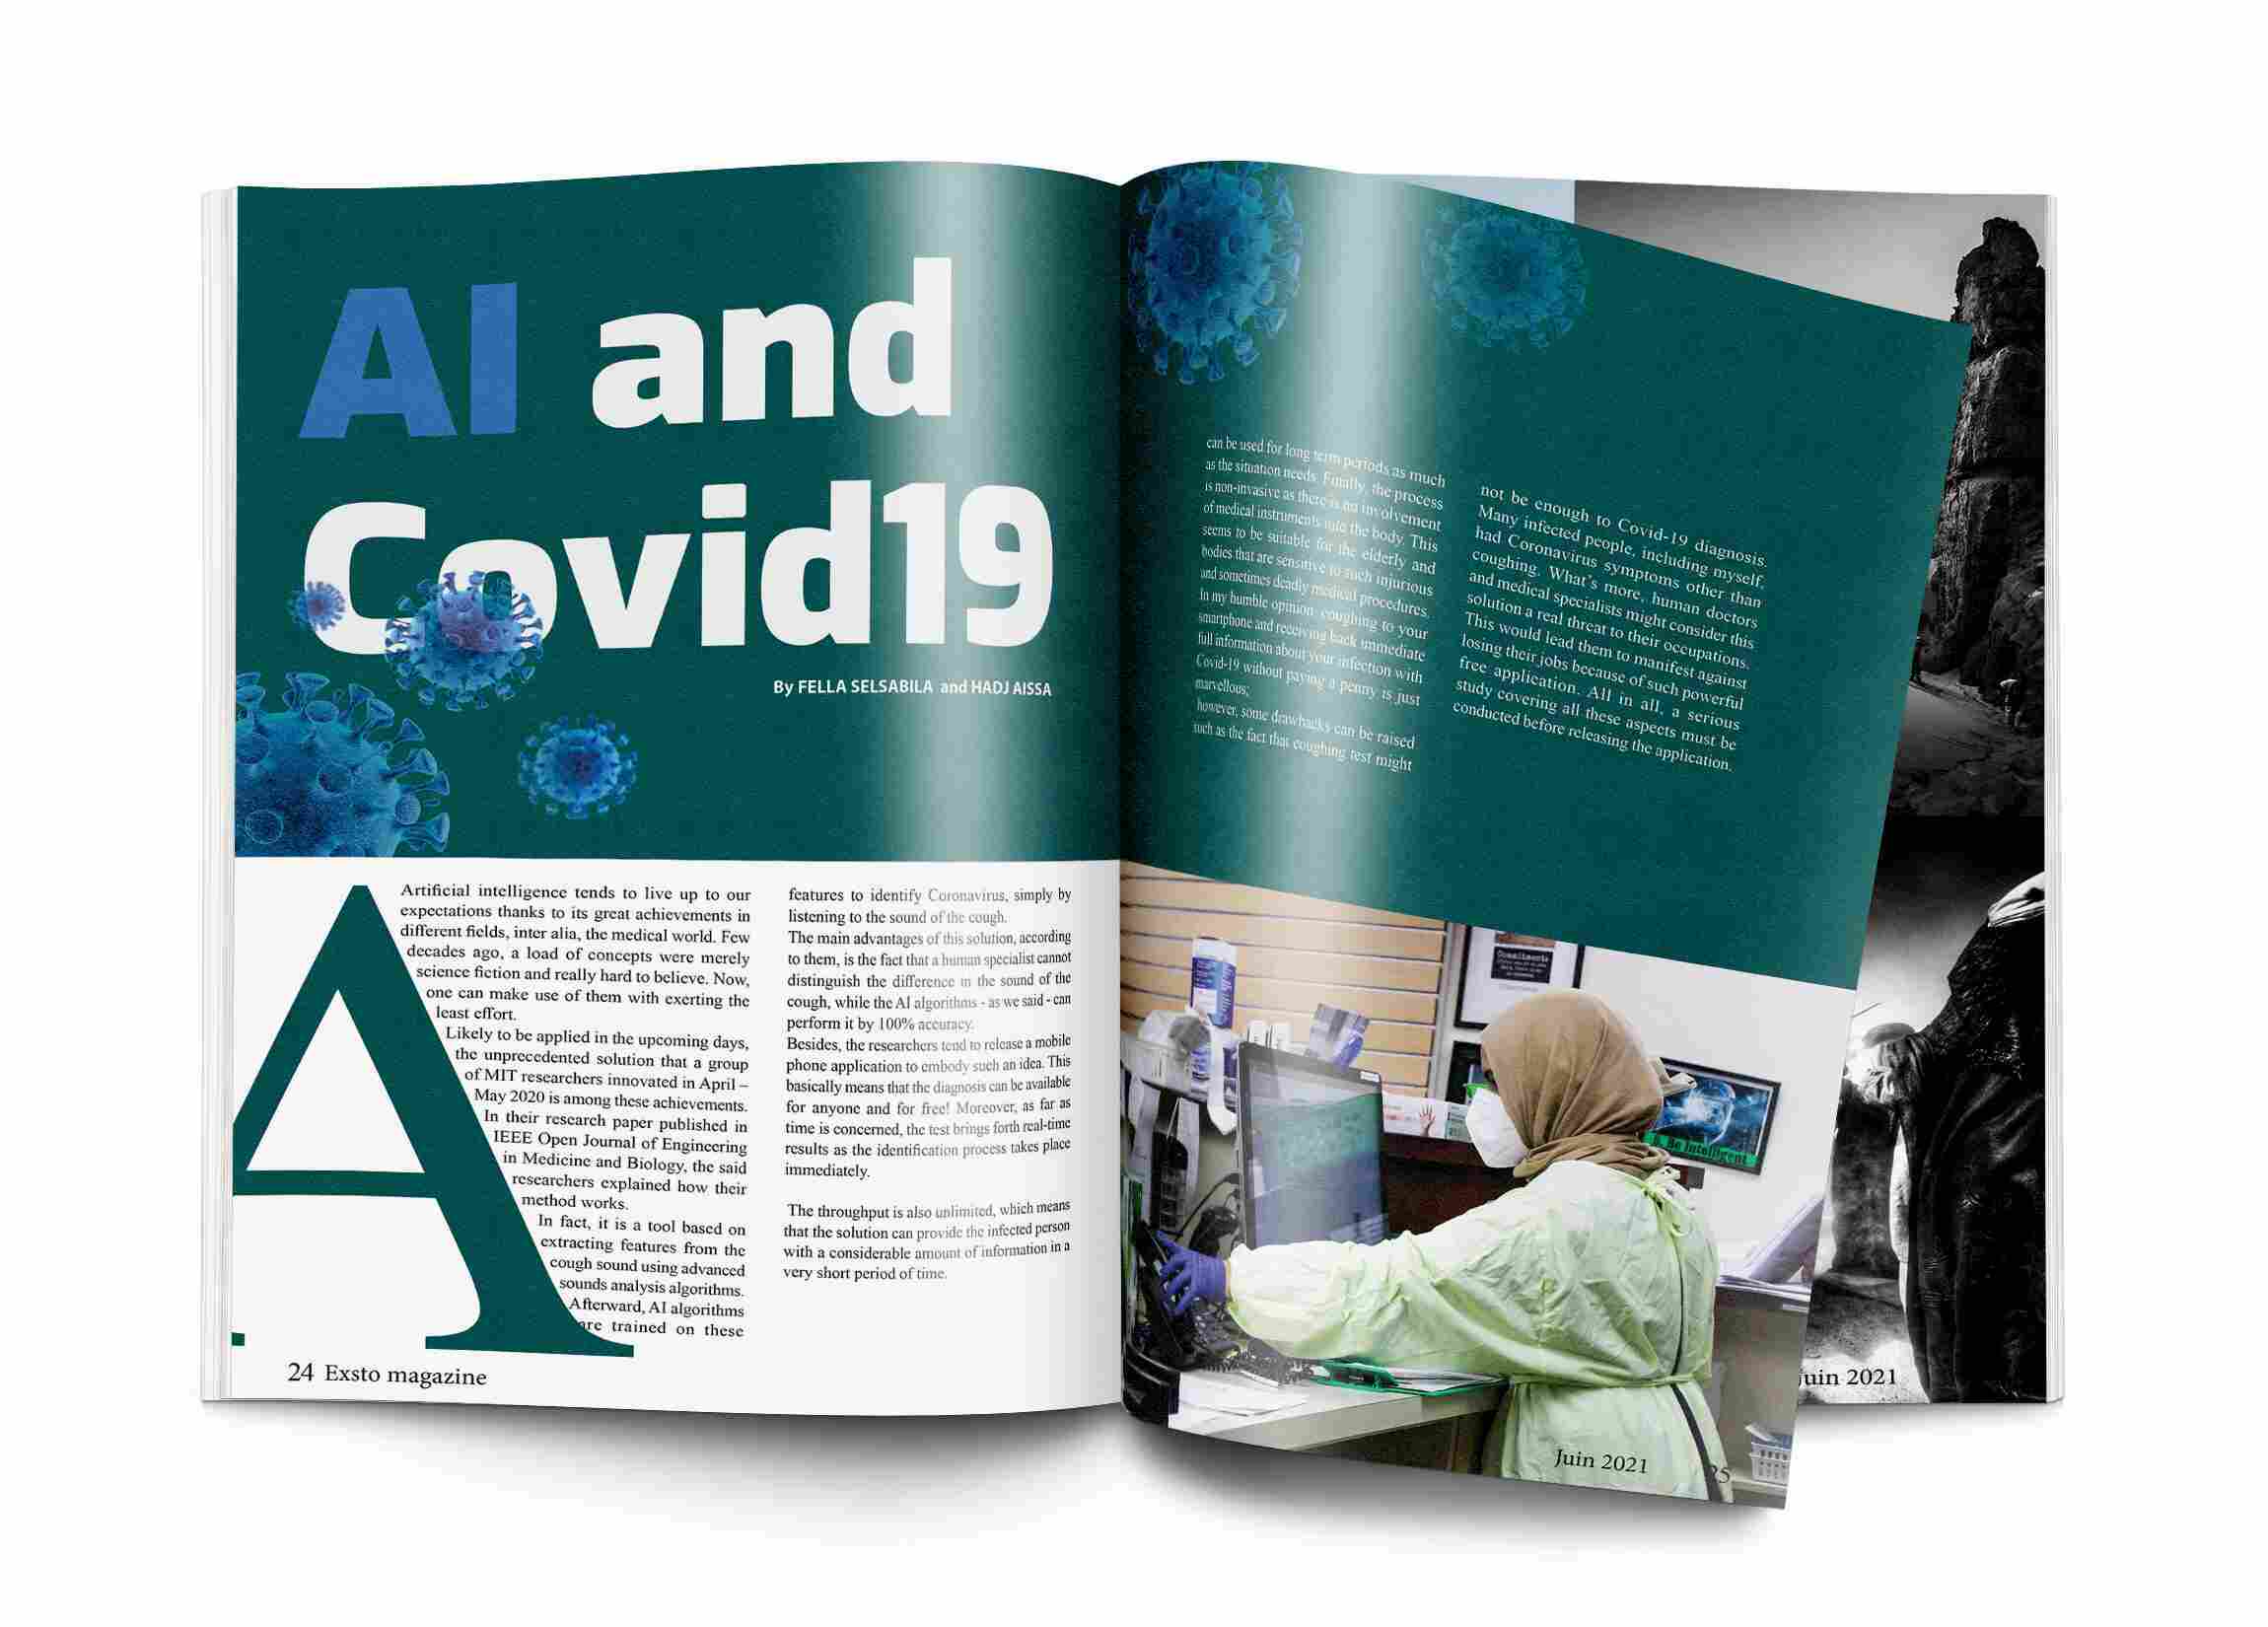 AI and
Covid19
By FELLA SELSABILA and HADJ AISSA
Artificial intelligence tends to live up to our
expectations thanks to its great achievements in
different fields, inter alia, the medical world. Few
decades ago, a load of concepts were merely
science fiction and really hard to believe. Now,
one can make use of them with exerting the
least effort.
Likely to be applied in the upcoming days,
the unprecedented solution that a group
of MIT researchers innovated in April –
May 2020 is among these achievements.
In their research paper published in
IEEE Open Journal of Engineering
in Medicine and Biology, the said
researchers explained how their
method works.
In fact, it is a tool based on
extracting features from the
cough sound using advanced
sounds analysis algorithms.
Afterward, AI algorithms
are trained on these
A
24 Exsto magazine
features to identify Coronavirus, simply by
listening to the sound of the cough.
The main advantages of this solution, according
to them, is the fact that a human specialist cannot
distinguish the difference in the sound of the
cough, while the AI algorithms - as we said - can
perform it by 100% accuracy.
Besides, the researchers tend to release a mobile
phone application to embody such an idea. This
basically means that the diagnosis can be available
for anyone and for free! Moreover, as far as
time is concerned, the test brings forth real-time
results as the identification process takes place
immediately.
The throughput is also unlimited, which means
that the solution can provide the infected person
with a considerable amount of information in a
very short period of time.
can be used for long term periods as much
as the situation needs. Finally, the process
is non-invasive as there is no involvement
of medical instruments into the body. This
seems to be suitable for the elderly and
bodies that are sensitive to such injurious
and sometimes deadly medical procedures.
In my humble opinion, coughing to your
smartphone and receiving back immediate
full information about your infection with
Covid-19 without paying a penny is just
marvellous;
however, some drawbacks can be raised
such as the fact that coughing test might
not be enough to Covid-19 diagnosis.
Many infected people, including myself,
had Coronavirus symptoms other than
coughing. What's more, human doctors
and medical specialists might consider this
solution a real threat to their occupations.
This would lead them to manifest against
losing their jobs because of such powerful
free application. All in all, a serious
study covering all these aspects must be
conducted before releasing the application.
Commitments
Be Intelligent
Juin 2021 25
Juin 2021